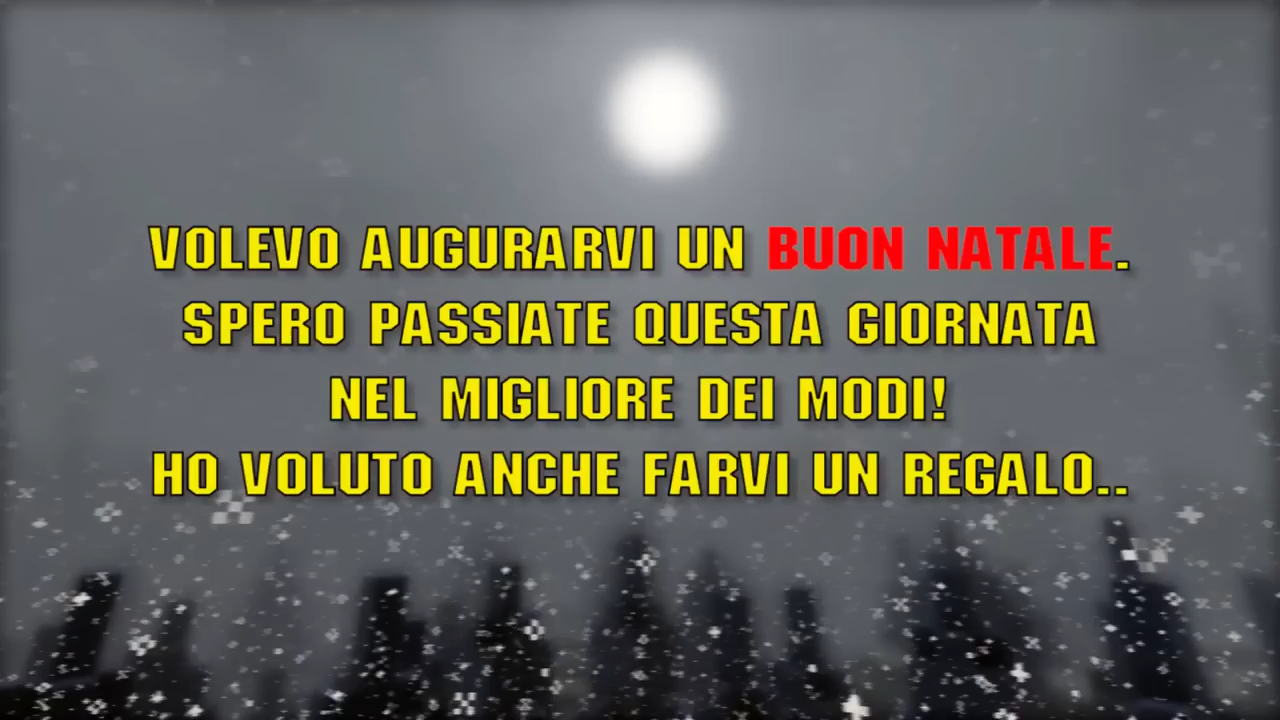 VOLEVO AUGURARVI UN BUON NATALE.
SPERO PASSIATE QUESTA GIORNATA
NEL MIGLIORE DEI MODI!
HO VOLUTO ANCHE FARVI UN REGALO..